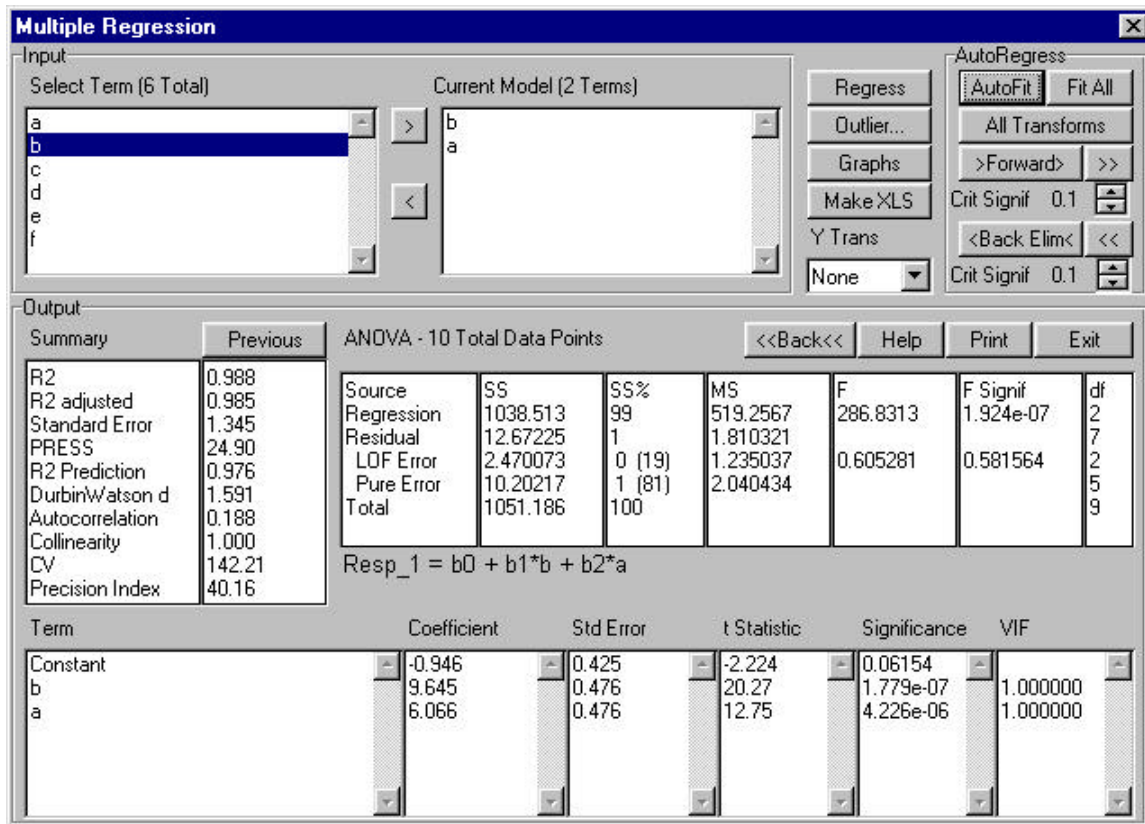 Multiple Regression
Input
Select Term (6 Total)
a
b
c
d
e
f
>
<
Current Model (2 Terms)
b
a
Regress
Outlier...
Graphs
Make XLS
Y Trans
None
AutoRegress
AutoFit Fit All
All Transforms
>Forward> >>
Crit Signif 0.1
<Back Elim< <<
Crit Signif 0.1
Output
Summary Previous
R2 0.988
R2 adjusted 0.985
Standard Error 1.345
PRESS 24.90
R2 Prediction 0.976
DurbinWatson d 1.591
Autocorrelation 0.188
Collinearity 1.000
CV 142.21
Precision Index 40.16
ANOVA - 10 Total Data Points <<Back<< Help Print Exit
Source SS SS% MS F F Signif df
Regression 1038.513 99 519.2567 286.8313 1.924e-07 2
Residual 12.67225 1 1.810321 7
LOF Error 2.470073 0 (19) 1.235037 0.605281 0.581564 2
Pure Error 10.20217 1 (81) 2.040434 5
Total 1051.186 100 9
Resp_1 = b0 + b1*b + b2*a
Term Coefficient Std Error t Statistic Significance VIF
Constant -0.946 0.425 -2.224 0.06154
b 9.645 0.476 20.27 1.779e-07 1.000000
a 6.066 0.476 12.75 4.226e-06 1.000000